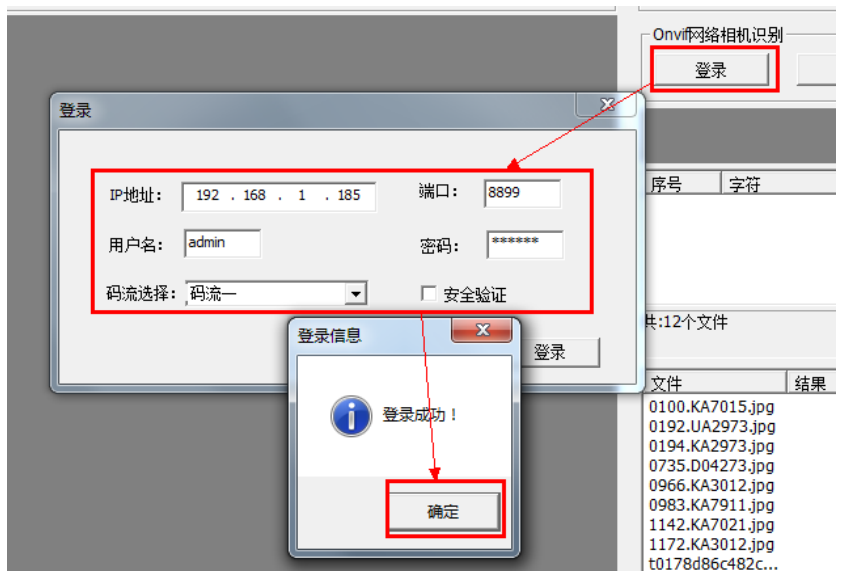 Onvif网络相机识别
登录
登录
IP地址： 192 . 168 . 1 . 185 端口： 8899
用户名： admin 密码： ******
码流选择： 码流一 安全验证
登录
登录信息
登录成功！
确定
序号 字符
共:12个文件
文件 结果
0100.KA7015.jpg
0192.UA2973.jpg
0194.KA2973.jpg
0735.D04273.jpg
0966.KA3012.jpg
0983.KA7911.jpg
1142.KA7021.jpg
1172.KA3012.jpg
t0178d86c482c...